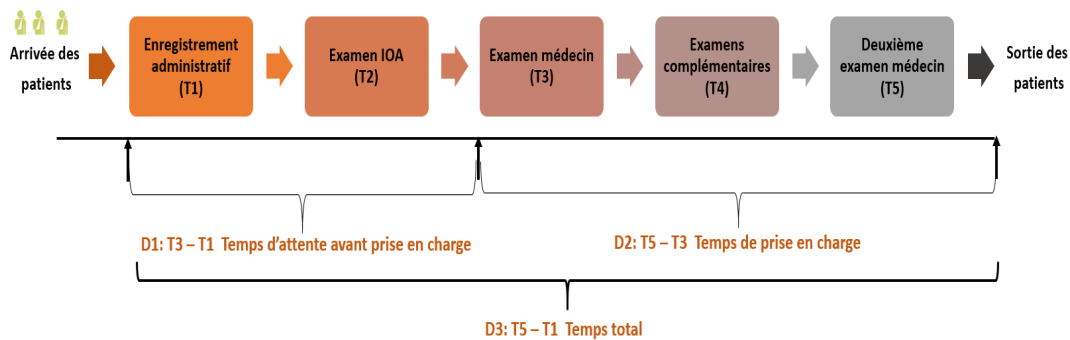 Arrivée des
patients
Enregistrement
administratif
(T1)
Examen IOA
(T2)
Examen médecin
(T3)
Examens
complémentaires
(T4)
Deuxième
examen médecin
(T5)
Sortie des
patients
D1: T3 – T1 Temps d'attente avant prise en charge
D2: T5 – T3 Temps de prise en charge
D3: T5 – T1 Temps total